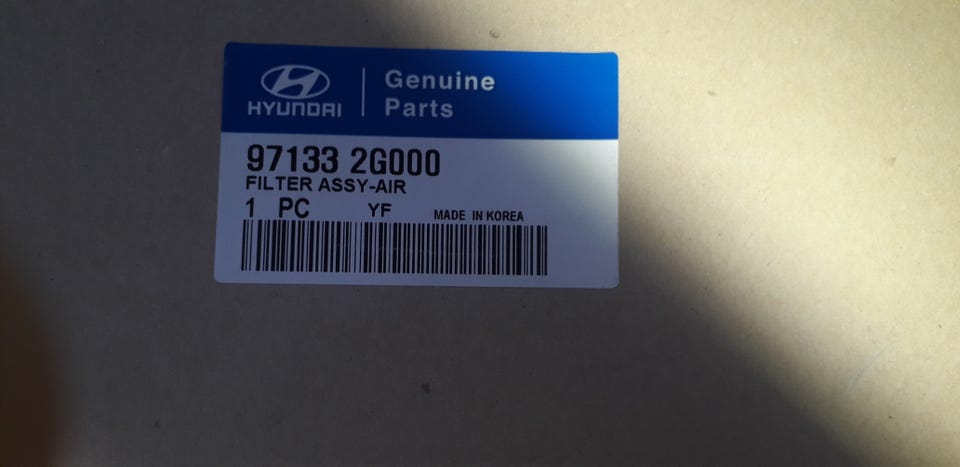 HYUNDAI
Genuine
Parts
97133 2G000
FILTER ASSY-AIR
1 PC YF MADE IN KOREA